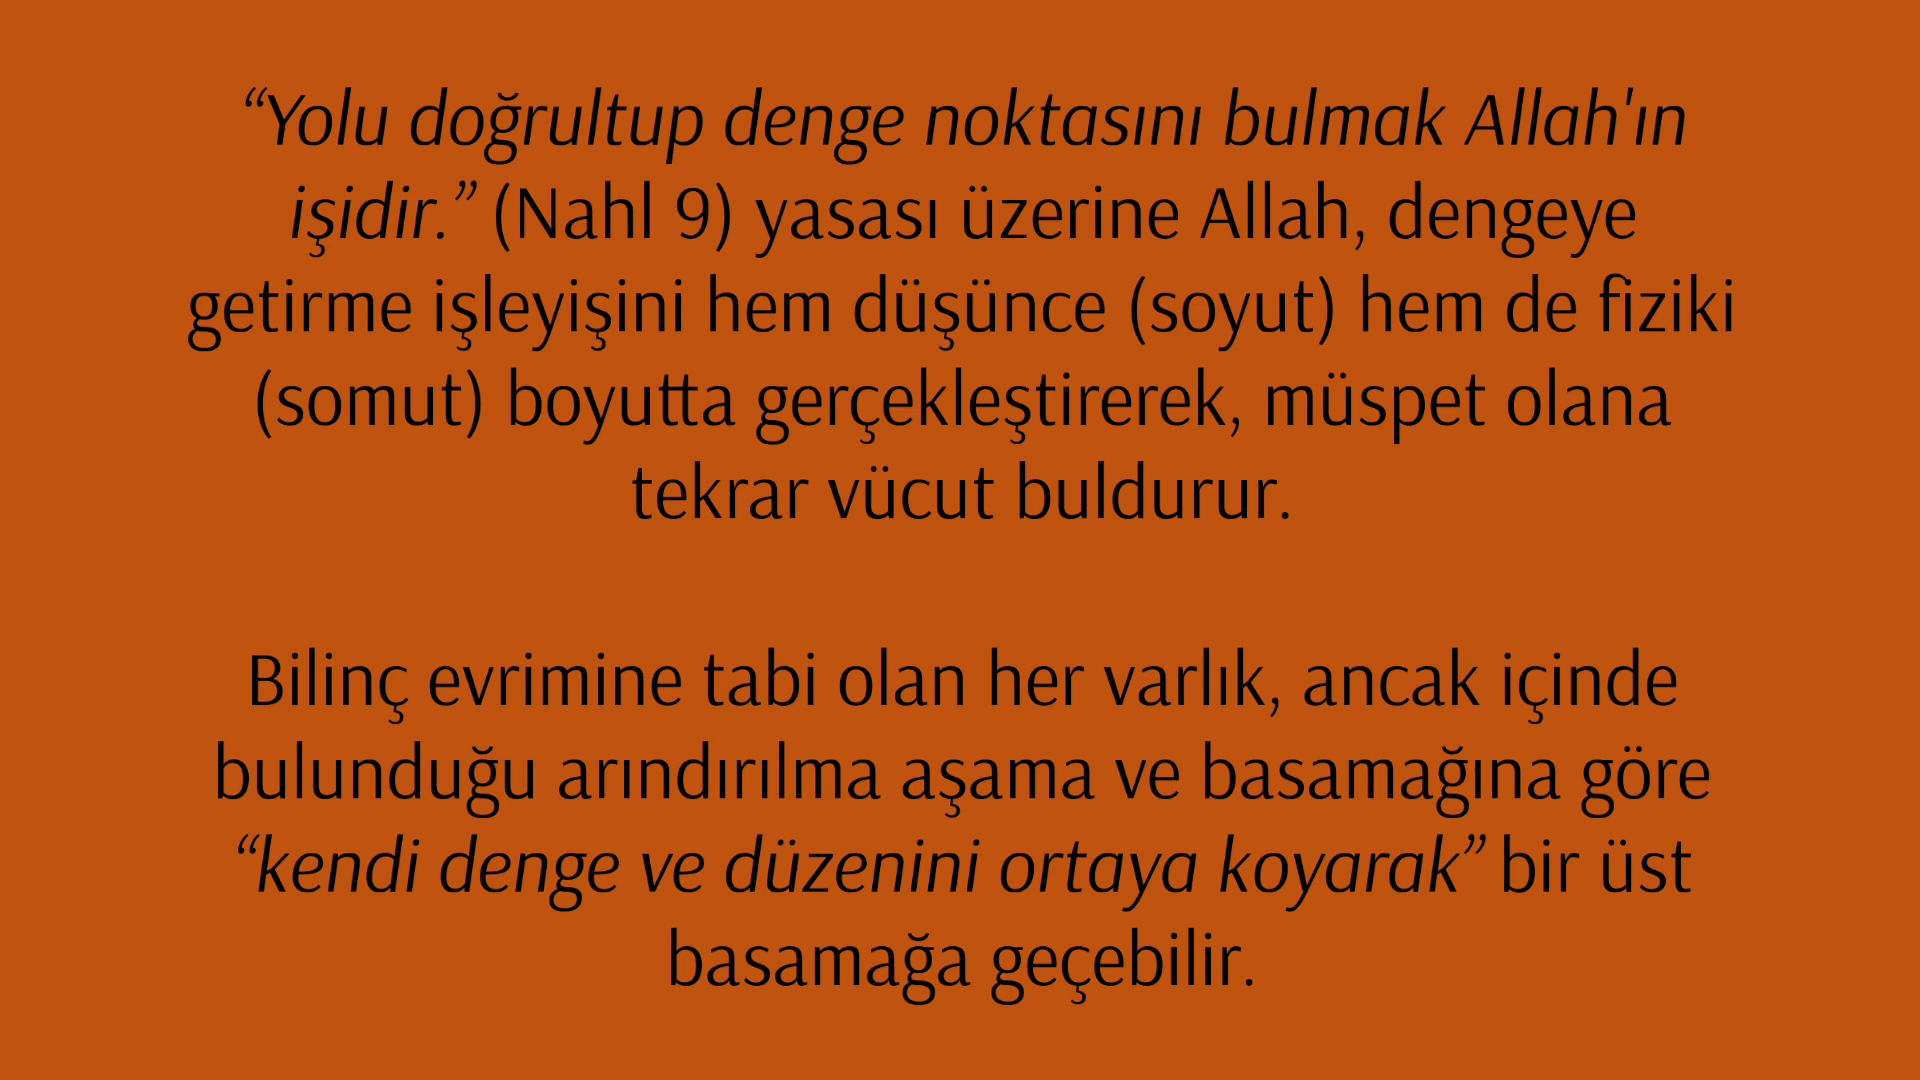 “Yolu doğrultup denge noktasını bulmak Allah'ın
işidir.” (Nahl 9) yasası üzerine Allah, dengeye
getirme işleyişini hem düşünce (soyut) hem de fiziki
(somut) boyutta gerçekleştirerek, müspet olana
tekrar vücut buldurur.
Bilinç evrimine tabi olan her varlık, ancak içinde
bulunduğu arındırılma aşama ve basamağına göre
“kendi denge ve düzenini ortaya koyarak” bir üst
basamağa geçebilir.